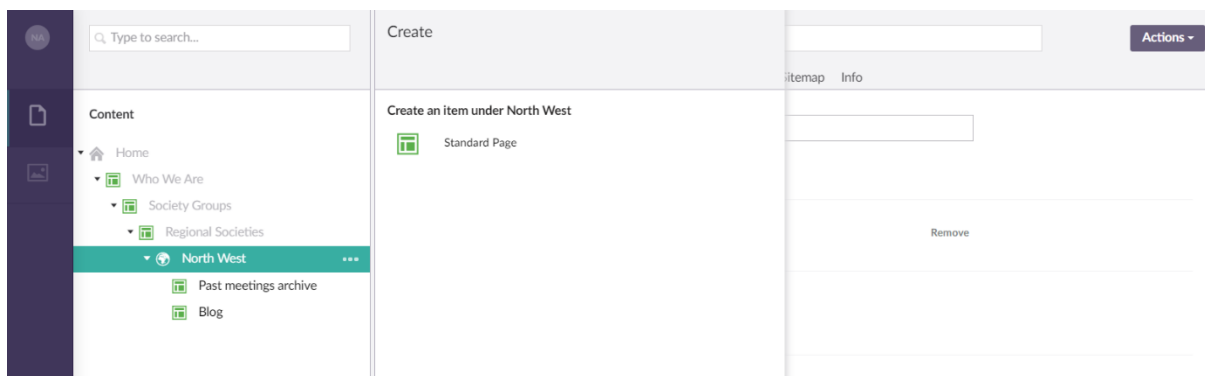 NA
Type to search...
Create
Actions
Sitemap Info
Content
Create an item under North West
Standard Page
Home
Who We Are
Society Groups
Regional Societies
Remove
North West
Past meetings archive
Blog